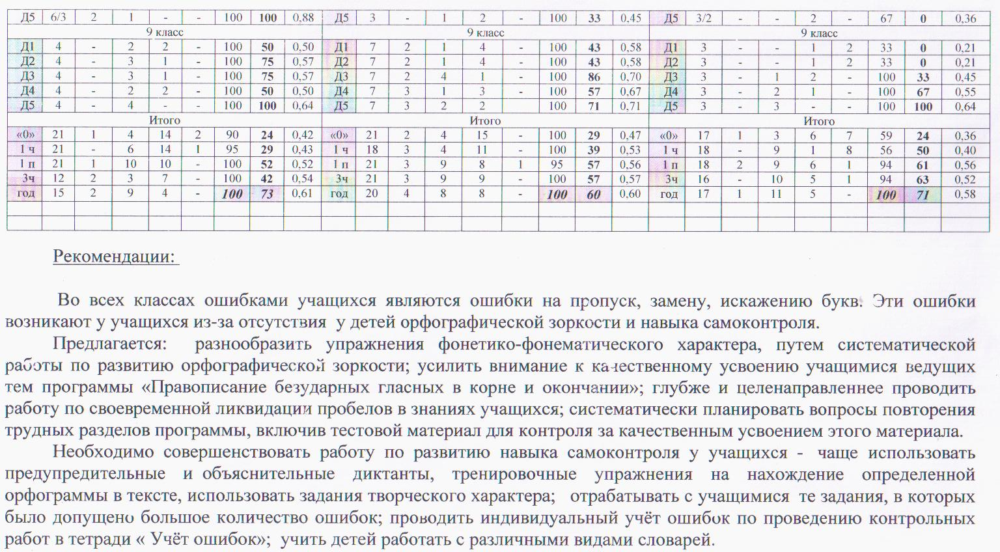 Д5 6/3 2 1 - - 100 100 0,88 Д5 3 - 1 2 - 100 33 0,45 Д5 3/2 - - 2 - 67 0 0,36
9 класс 9 класс 9 класс
Д1 4 - 2 2 - 100 50 0,50 Д1 7 2 1 4 - 100 43 0,58 Д1 3 - - 1 2 33 0 0,21
Д2 4 - 3 1 - 100 75 0,57 Д2 7 2 1 4 - 100 43 0,58 Д2 3 - - 1 2 33 0 0,21
Д3 4 - 3 1 - 100 75 0,57 Д3 7 2 4 1 - 100 86 0,70 Д3 3 - 1 2 - 100 33 0,45
Д4 4 - 2 2 - 100 50 0,50 Д4 7 3 1 3 - 100 57 0,67 Д4 3 - 2 1 - 100 67 0,55
Д5 4 - 4 - - 100 100 0,64 Д5 7 3 2 2 100 71 0,71 Д5 3 - 3 - - 100 100 0,64
Итого Итого Итого
«0» 21 1 4 14 2 90 24 0,42 «0» 21 2 4 15 - 100 29 0,47 «0» 17 1 3 6 7 59 24 0,36
1 ч 21 - 6 14 1 95 29 0,43 1 ч 18 3 4 11 - 100 39 0,53 1 ч 18 - 9 1 8 56 50 0,40
1 п 21 1 10 10 - 100 52 0,52 1 п 21 3 9 8 1 95 57 0,56 1 п 18 2 9 6 1 94 61 0,56
3ч 12 2 3 7 - 100 42 0,54 3ч 21 3 9 9 - 100 57 0,57 3ч 16 - 10 5 1 94 63 0,52
год 15 2 9 4 - 100 73 0,61 год 20 4 8 8 - 100 60 0,60 год 17 1 11 5 - 100 71 0,58
Рекомендации:
Во всех классах ошибками учащихся являются ошибки на пропуск, замену, искажению букв. Эти ошибки
возникают у учащихся из-за отсутствия у детей орфографической зоркости и навыка самоконтроля.
Предлагается: разнообразить упражнения фонетико-фонематического характера, путем систематической
работы по развитию орфографической зоркости; усилить внимание к качественному усвоению учащимися ведущих
тем программы «Правописание безударных гласных в корне и окончании»; глубже и целенаправленнее проводить
работу по своевременной ликвидации пробелов в знаниях учащихся; систематически планировать вопросы повторения
трудных разделов программы, включив тестовой материал для контроля за качественным усвоением этого материала.
Необходимо совершенствовать работу по развитию навыка самоконтроля у учащихся - чаще использовать
предупредительные и объяснительные диктанты, тренировочные упражнения на нахождение определенной
орфограммы в тексте, использовать задания творческого характера; отрабатывать с учащимися те задания, в которых
было допущено большое количество ошибок; проводить индивидуальный учёт ошибок по проведению контрольных
работ в тетради « Учёт ошибок»; учить детей работать с различными видами словарей.